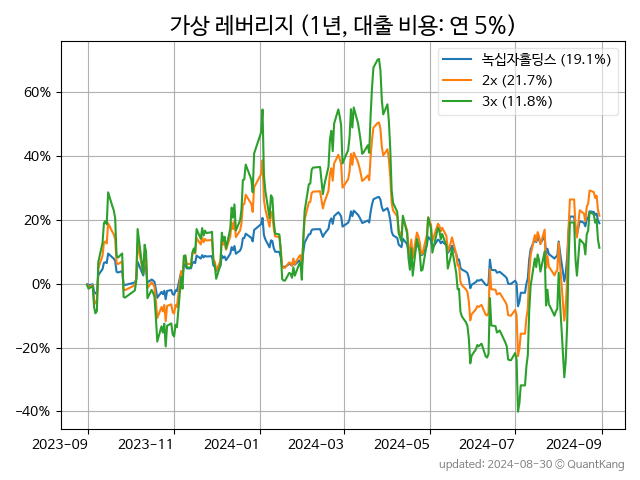 가상 레버리지 (1년, 대출 비용: 연 5%)
녹십자홀딩스 (19.1%)
2x (21.7%)
3x (11.8%)
60%
40%
20%
0%
−20%
−40%
2023-09 2023-11 2024-01 2024-03 2024-05 2024-07 2024-09
updated: 2024-08-30 © QuantKang